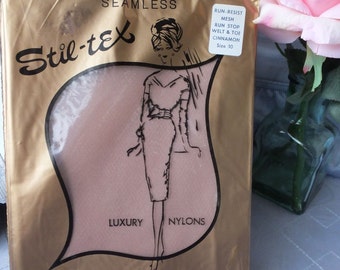 SEAMLESS
Stil-tex
RUN-RESIST
MESH
RUN STOP
WELT & TOE
CINNAMON
Size 10
LUXURY NYLONS